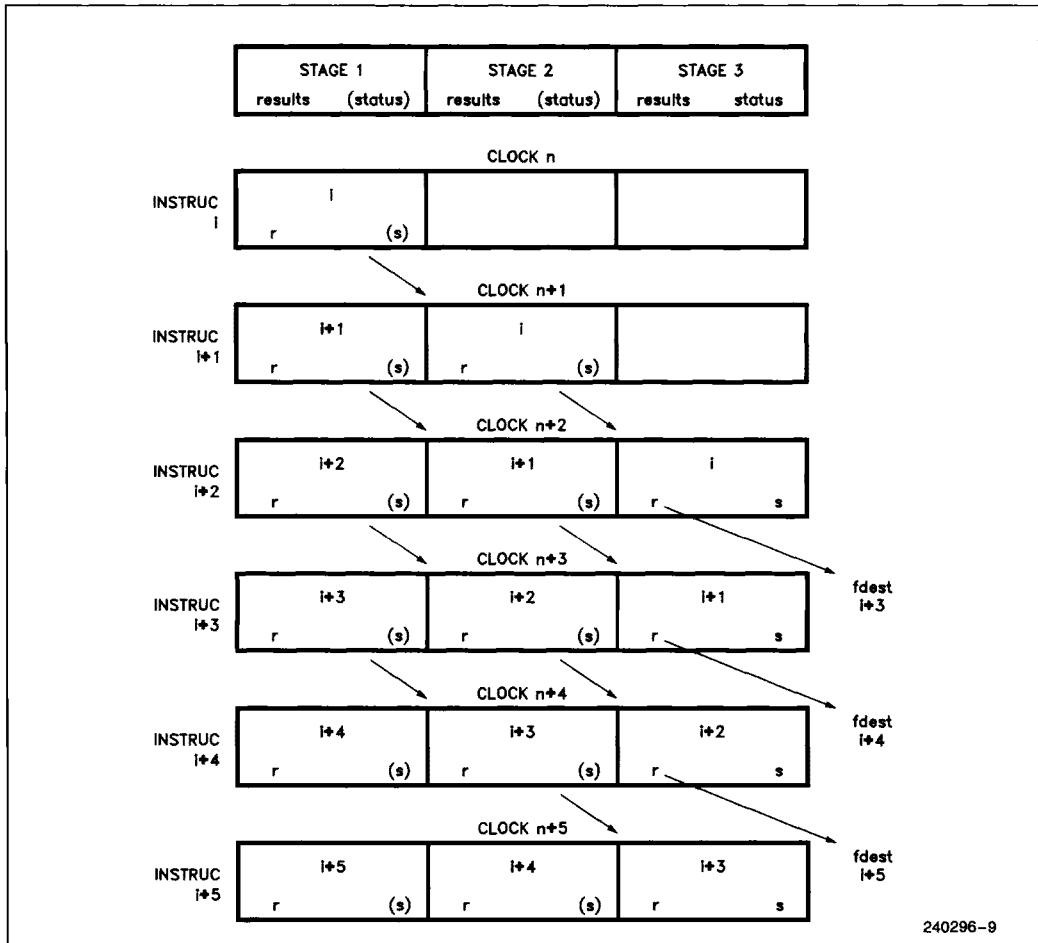 STAGE 1 STAGE 2 STAGE 3
results (status) results (status) results status
CLOCK n
INSTRUC
i
i
r (s)
CLOCK n+1
INSTRUC
i+1
i+1 i
r (s) r (s)
CLOCK n+2
INSTRUC
i+2
i+2 i+1 i
r (s) r (s) r s
CLOCK n+3
fdest
i+3
INSTRUC
i+3
i+3 i+2 i+1
r (s) r (s) r s
CLOCK n+4
fdest
i+4
INSTRUC
i+4
i+4 i+3 i+2
r (s) r (s) r s
CLOCK n+5
fdest
i+5
INSTRUC
i+5
i+5 i+4 i+3
r (s) r (s) r s
240296-9